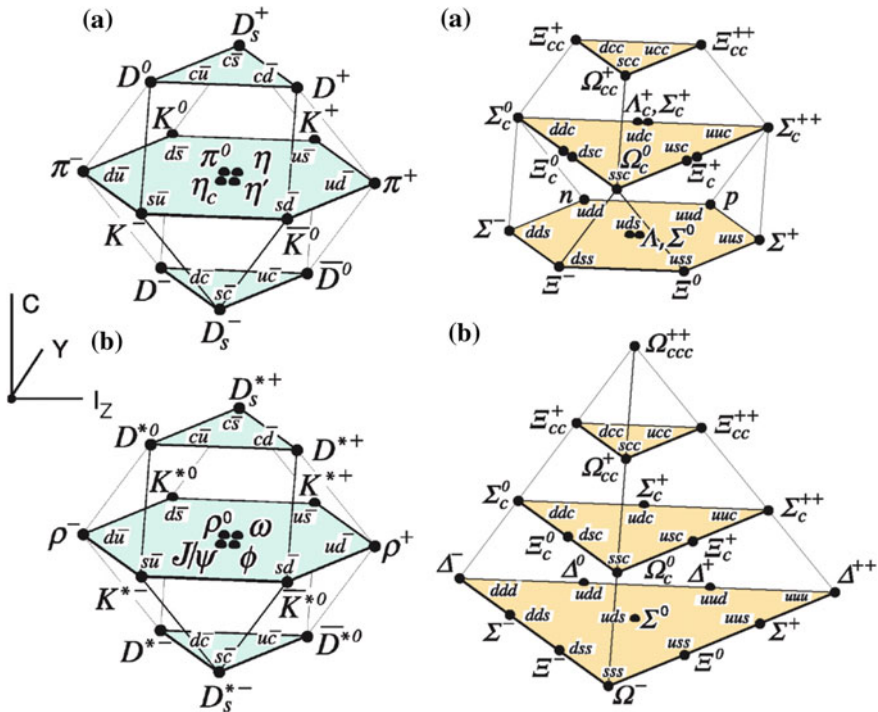 (a)
D_s^+
cs̄
D^0 cū cd̄ D^+
K^0 K^+
ds̄ us̄
π^- dū π^0 η ud̄ π^+
η_c η′
sū sd̄
K^- K̄^0
D^- dc̄ uc̄ D̄^0
sc̄
D_s^-
C
Y
I_Z
(b)
D_s^{*+}
cs̄
D^{*0} cū cd̄ D^{*+}
K^{*0} K^{*+}
ds̄ us̄
ρ^- dū ρ^0 ω ud̄ ρ^+
J/ψ ϕ
sū sd̄
K^{*-} K̄^{*0}
D^{*-} dc̄ uc̄ D̄^{*0}
sc̄
D_s^{*-}
(a)
Ξ_cc^+ dcc ucc Ξ_cc^{++}
scc
Ω_cc^+
Σ_c^0 Λ_c^+, Σ_c^+ Σ_c^{++}
ddc udc uuc
Ξ_c^0 dsc usc Ξ_c^+
ssc Ω_c^0
n p
udd uud
Σ^- dds uds Λ, Σ^0 uus Σ^+
dss uss
Ξ^- Ξ^0
(b)
Ω_ccc^{++}
Ξ_cc^+ dcc ucc Ξ_cc^{++}
scc
Ω_cc^+
Σ_c^0 Σ_c^+ Σ_c^{++}
ddc udc uuc
Ξ_c^0 dsc usc Ξ_c^+
ssc
Δ^- Δ^0 Ω_c^0 Δ^+ Δ^{++}
ddd udd uud uuu
Σ^- dds uds Σ^0 uus Σ^+
Ξ^- dss uss Ξ^0
sss
Ω^-